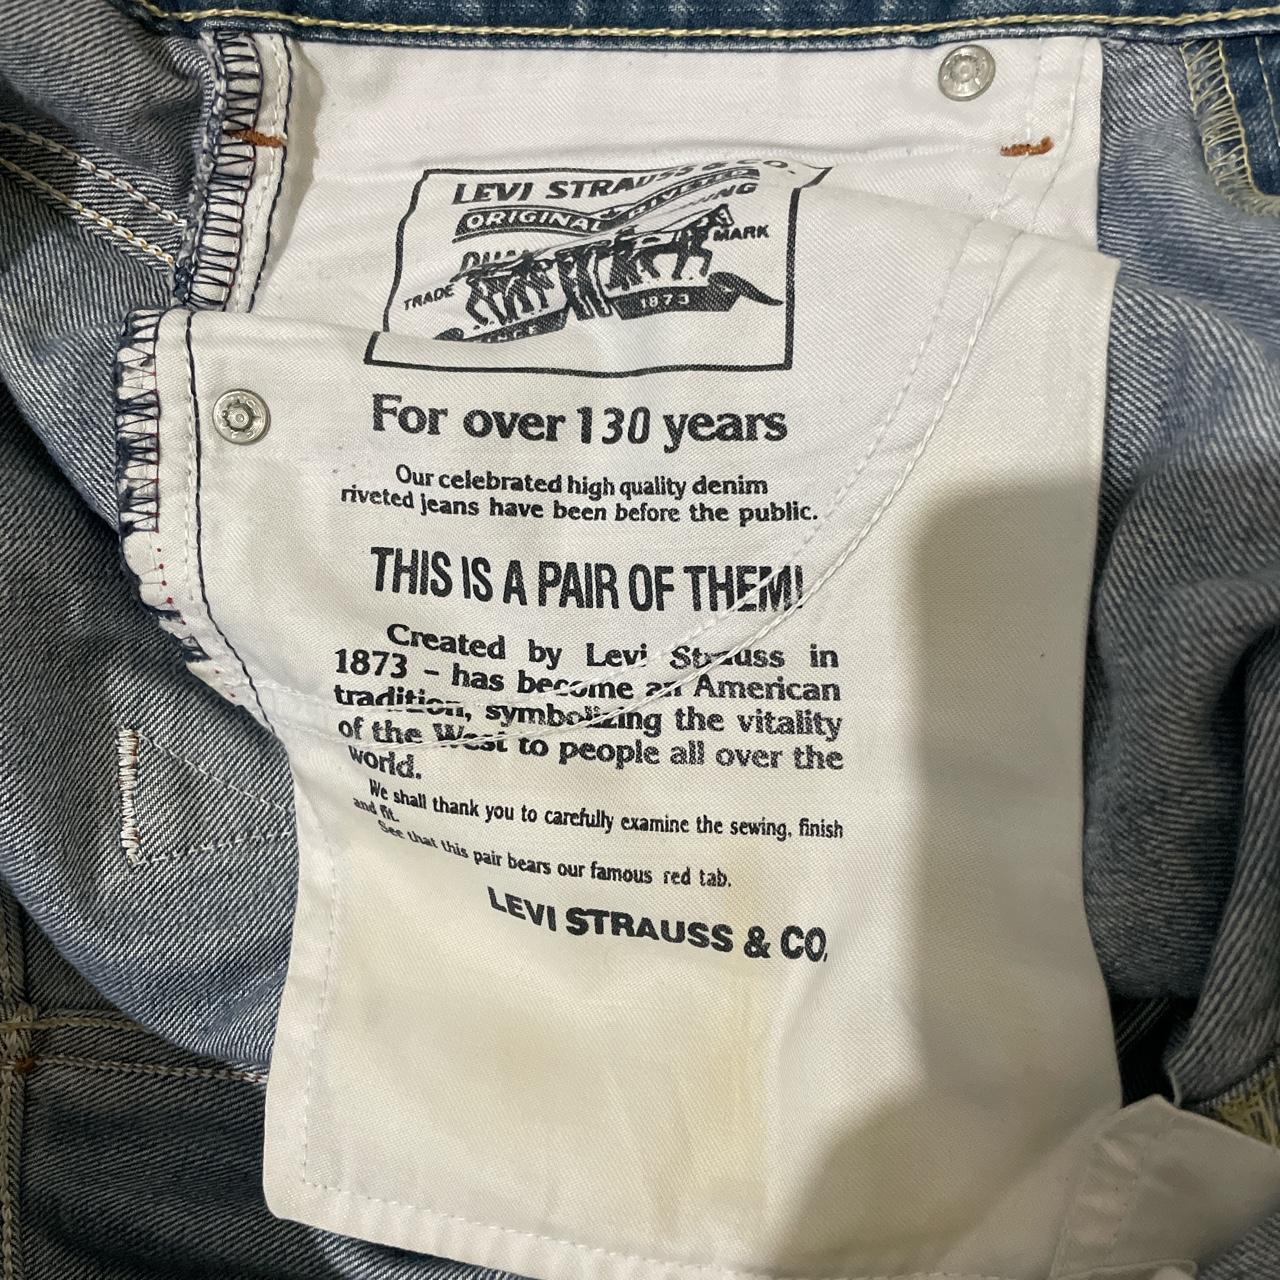 LEVI STRAUSS & CO.
ORIGINAL RIVETED
TRADE MARK
1873
For over 130 years
Our celebrated high quality denim
riveted jeans have been before the public.
THIS IS A PAIR OF THEM!
Created by Levi Strauss in
1873 – has become an American
tradition, symbolizing the vitality
of the West to people all over the
world.
We shall thank you to carefully examine the sewing, finish
and fit.
See that this pair bears our famous red tab.
LEVI STRAUSS & CO.